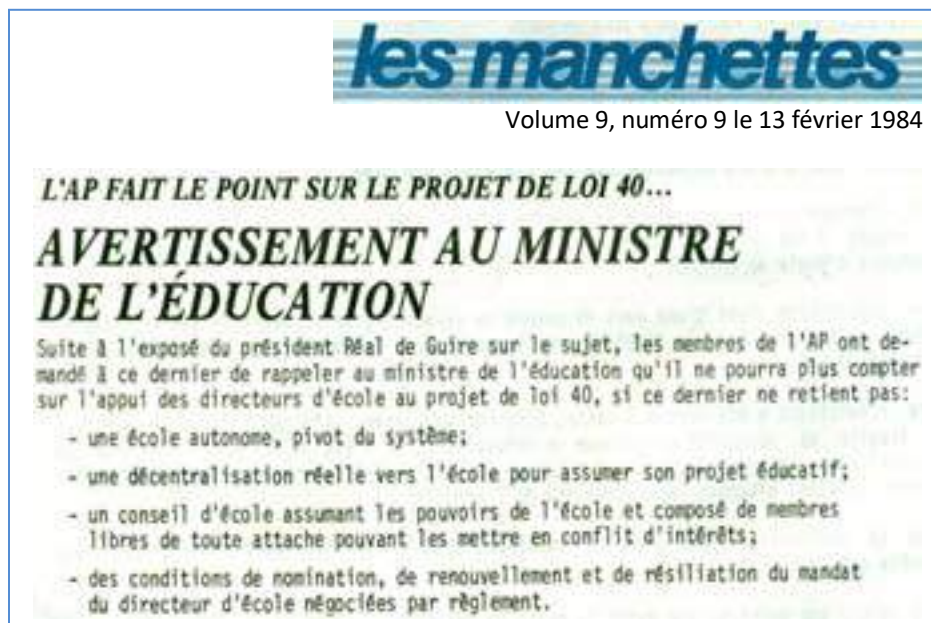 les manchettes
Volume 9, numéro 9 le 13 février 1984
L'AP FAIT LE POINT SUR LE PROJET DE LOI 40...
AVERTISSEMENT AU MINISTRE
DE L'ÉDUCATION
Suite à l'exposé du président Réal de Guire sur le sujet, les membres de l'AP ont de-
mandé à ce dernier de rappeler au ministre de l'éducation qu'il ne pourra plus compter
sur l'appui des directeurs d'école au projet de loi 40, si ce dernier ne retient pas:
- une école autonome, pivot du système;
- une décentralisation réelle vers l'école pour assumer son projet éducatif;
- un conseil d'école assumant les pouvoirs de l'école et composé de membres
libres de toute attache pouvant les mettre en conflit d'intérêts;
- des conditions de nomination, de renouvellement et de résiliation du mandat
du directeur d'école négociées par règlement.